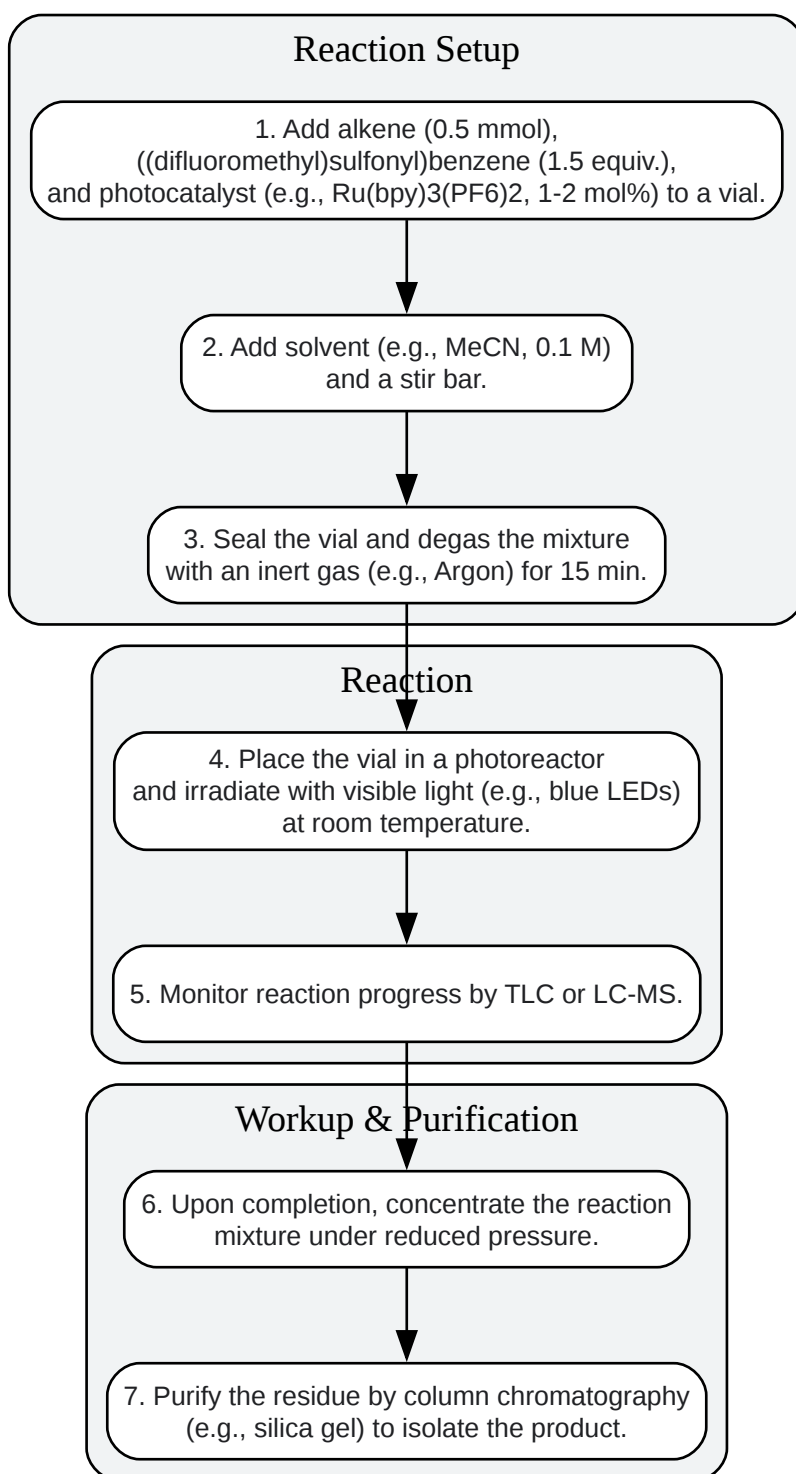 Reaction Setup
1. Add alkene (0.5 mmol),
((difluoromethyl)sulfonyl)benzene (1.5 equiv.),
and photocatalyst (e.g., Ru(bpy)3(PF6)2, 1-2 mol%) to a vial.
2. Add solvent (e.g., MeCN, 0.1 M)
and a stir bar.
3. Seal the vial and degas the mixture
with an inert gas (e.g., Argon) for 15 min.
Reaction
4. Place the vial in a photoreactor
and irradiate with visible light (e.g., blue LEDs)
at room temperature.
5. Monitor reaction progress by TLC or LC-MS.
Workup & Purification
6. Upon completion, concentrate the reaction
mixture under reduced pressure.
7. Purify the residue by column chromatography
(e.g., silica gel) to isolate the product.